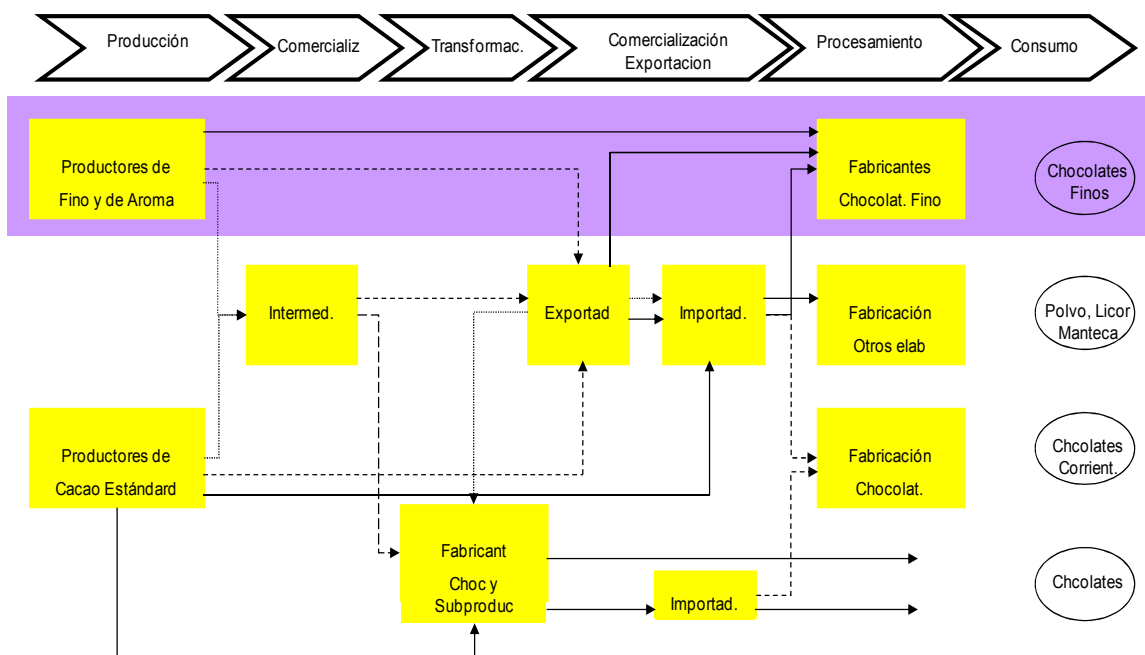 Producción
Comercializ
Transformac.
Comercialización
Exportacion
Procesamiento
Consumo
Productores de
Fino y de Aroma
Fabricantes
Chocolat. Fino
Chocolates
Finos
Intermed.
Exportad
Importad.
Fabricación
Otros elab
Polvo, Licor
Manteca
Productores de
Cacao Estándard
Fabricación
Chocolat.
Chcolates
Corrient.
Fabricant
Choc y
Subproduc
Importad.
Chcolates